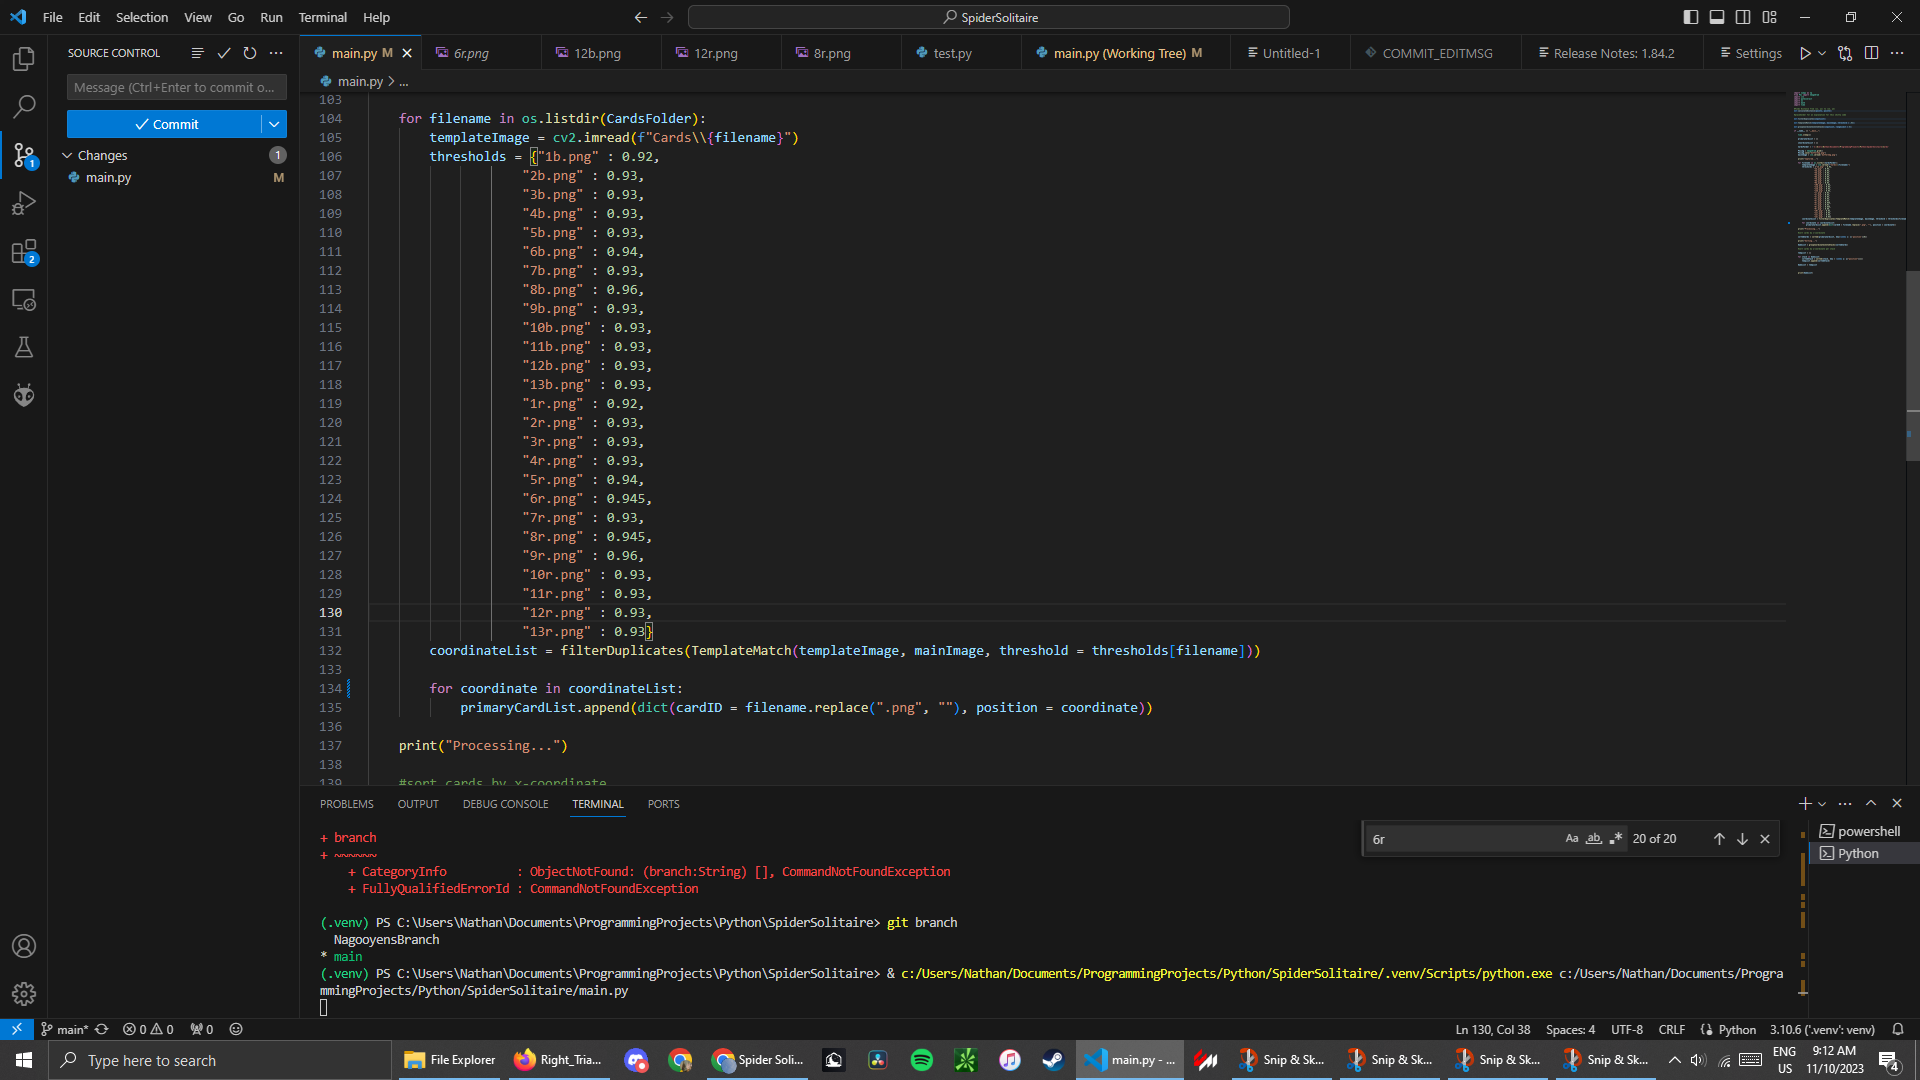 File Edit Selection View Go Run Terminal Help
SpiderSolitaire
SOURCE CONTROL
Message (Ctrl+Enter to commit o...
Commit
Changes 1
main.py M
1
2
main.py M
6r.png
12b.png
12r.png
8r.png
test.py
main.py (Working Tree) M
Untitled-1
COMMIT_EDITMSG
Release Notes: 1.84.2
Settings
main.py > ...
103
104 for filename in os.listdir(CardsFolder):
105 templateImage = cv2.imread(f"Cards\\{filename}")
106 thresholds = {"1b.png" : 0.92,
107 "2b.png" : 0.93,
108 "3b.png" : 0.93,
109 "4b.png" : 0.93,
110 "5b.png" : 0.93,
111 "6b.png" : 0.94,
112 "7b.png" : 0.93,
113 "8b.png" : 0.96,
114 "9b.png" : 0.93,
115 "10b.png" : 0.93,
116 "11b.png" : 0.93,
117 "12b.png" : 0.93,
118 "13b.png" : 0.93,
119 "1r.png" : 0.92,
120 "2r.png" : 0.93,
121 "3r.png" : 0.93,
122 "4r.png" : 0.93,
123 "5r.png" : 0.94,
124 "6r.png" : 0.945,
125 "7r.png" : 0.93,
126 "8r.png" : 0.945,
127 "9r.png" : 0.96,
128 "10r.png" : 0.93,
129 "11r.png" : 0.93,
130 "12r.png" : 0.93,
131 "13r.png" : 0.93}
132 coordinateList = filterDuplicates(TemplateMatch(templateImage, mainImage, threshold = thresholds[filename]))
133
134 for coordinate in coordinateList:
135 primaryCardList.append(dict(cardID = filename.replace(".png", ""), position = coordinate))
136
137 print("Processing...")
138
139 #sort cards by x-coordinate
PROBLEMS OUTPUT DEBUG CONSOLE TERMINAL PORTS
6r Aa ab .* 20 of 20
powershell
Python
+ branch
+ ~~~~~~
+ CategoryInfo : ObjectNotFound: (branch:String) [], CommandNotFoundException
+ FullyQualifiedErrorId : CommandNotFoundException
(.venv) PS C:\Users\Nathan\Documents\ProgrammingProjects\Python\SpiderSolitaire> git branch
NagooyensBranch
* main
(.venv) PS C:\Users\Nathan\Documents\ProgrammingProjects\Python\SpiderSolitaire> & c:/Users/Nathan/Documents/ProgrammingProjects/Python/SpiderSolitaire/.venv/Scripts/python.exe c:/Users/Nathan/Documents/Progra
mmingProjects/Python/SpiderSolitaire/main.py
main* 0 0 0
Ln 130, Col 38 Spaces: 4 UTF-8 CRLF Python 3.10.6 ('.venv': venv)
Type here to search
File Explorer
Right_Tria...
Spider Soli...
main.py - ...
Snip & Sk...
Snip & Sk...
Snip & Sk...
Snip & Sk...
ENG
US
9:12 AM
11/10/2023
4